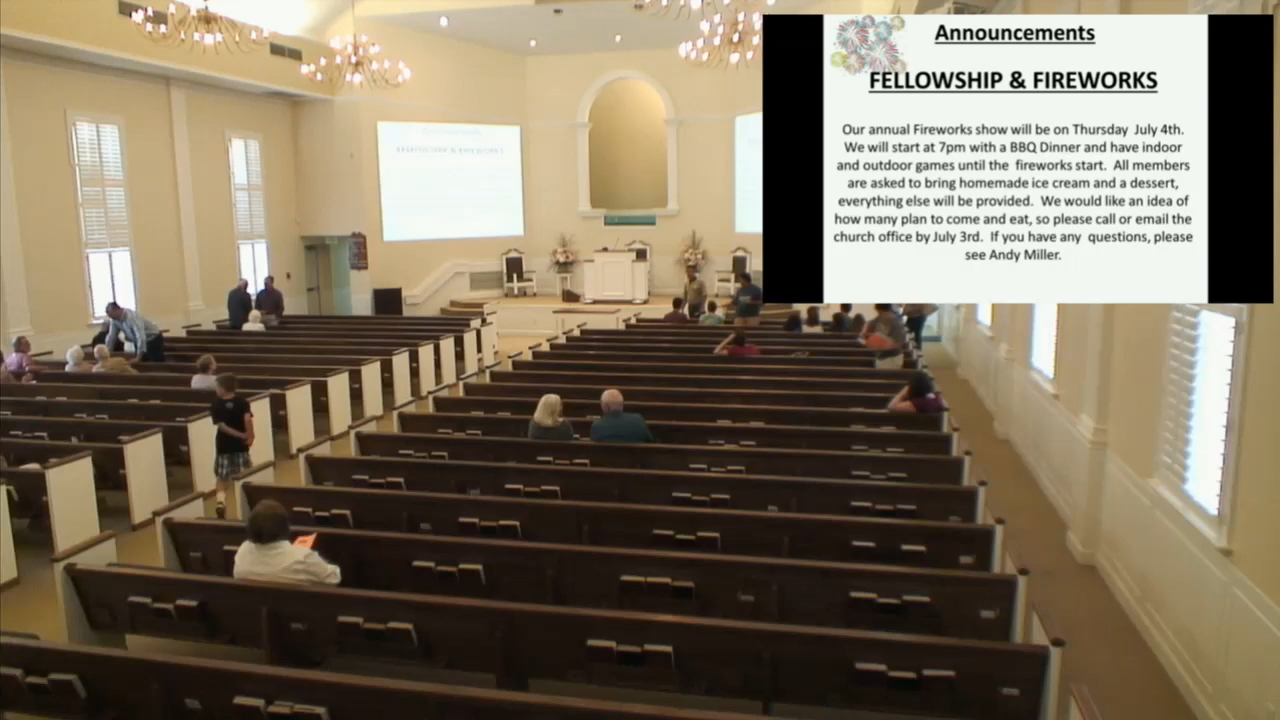 Announcements
FELLOWSHIP & FIREWORKS
Our annual Fireworks show will be on Thursday July 4th.
We will start at 7pm with a BBQ Dinner and have indoor
and outdoor games until the fireworks start. All members
are asked to bring homemade ice cream and a dessert,
everything else will be provided. We would like an idea of
how many plan to come and eat, so please call or email the
church office by July 3rd. If you have any questions, please
see Andy Miller.